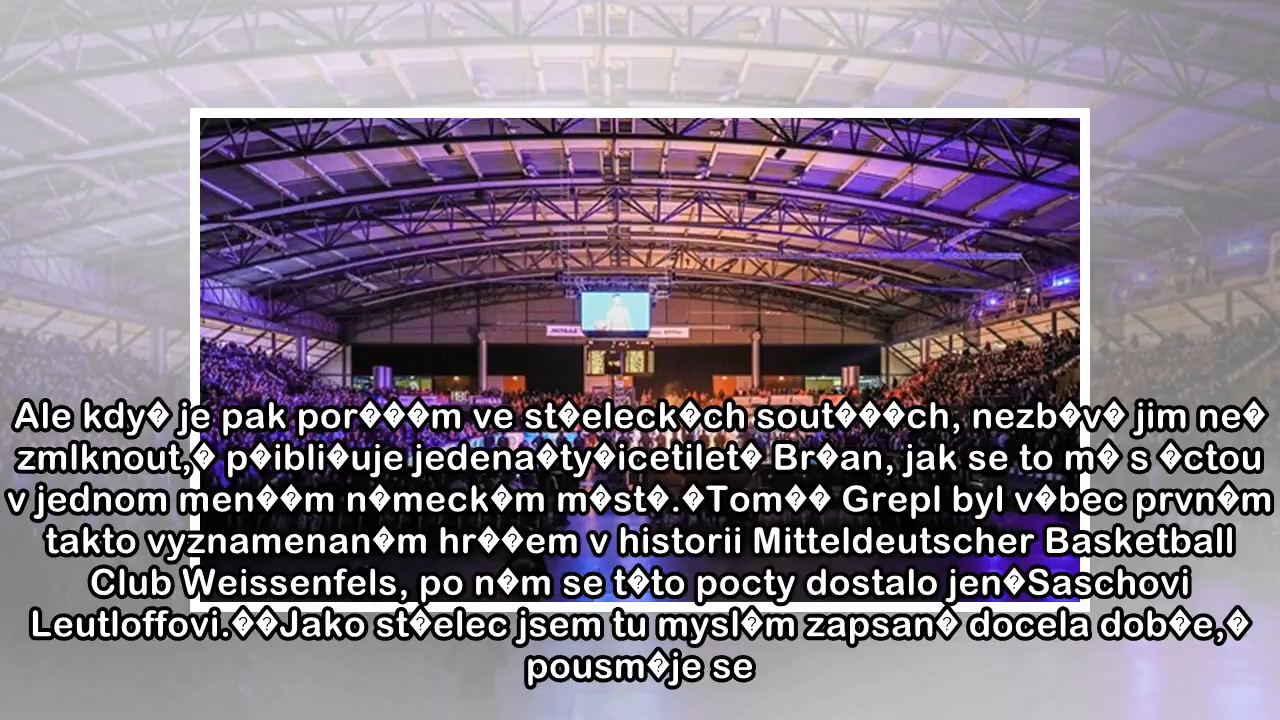 Ale kdy� je pak por���m ve st�eleck�ch sout���ch, nezb�v� jim ne�
zmlknout,� p�ibli�uje jedena�ty�icetilet� Br�an, jak se to m� s �ctou
v jednom men��m n�meck�m m�st�.�Tom�� Grepl byl v�bec prvn�m
takto vyznamenan�m hr��em v historii Mitteldeutscher Basketball
Club Weissenfels, po n�m se t�to pocty dostalo jen�Saschovi
Leutloffovi.��Jako st�elec jsem tu mysl�m zapsan� docela dob�e,�
pousm�je se